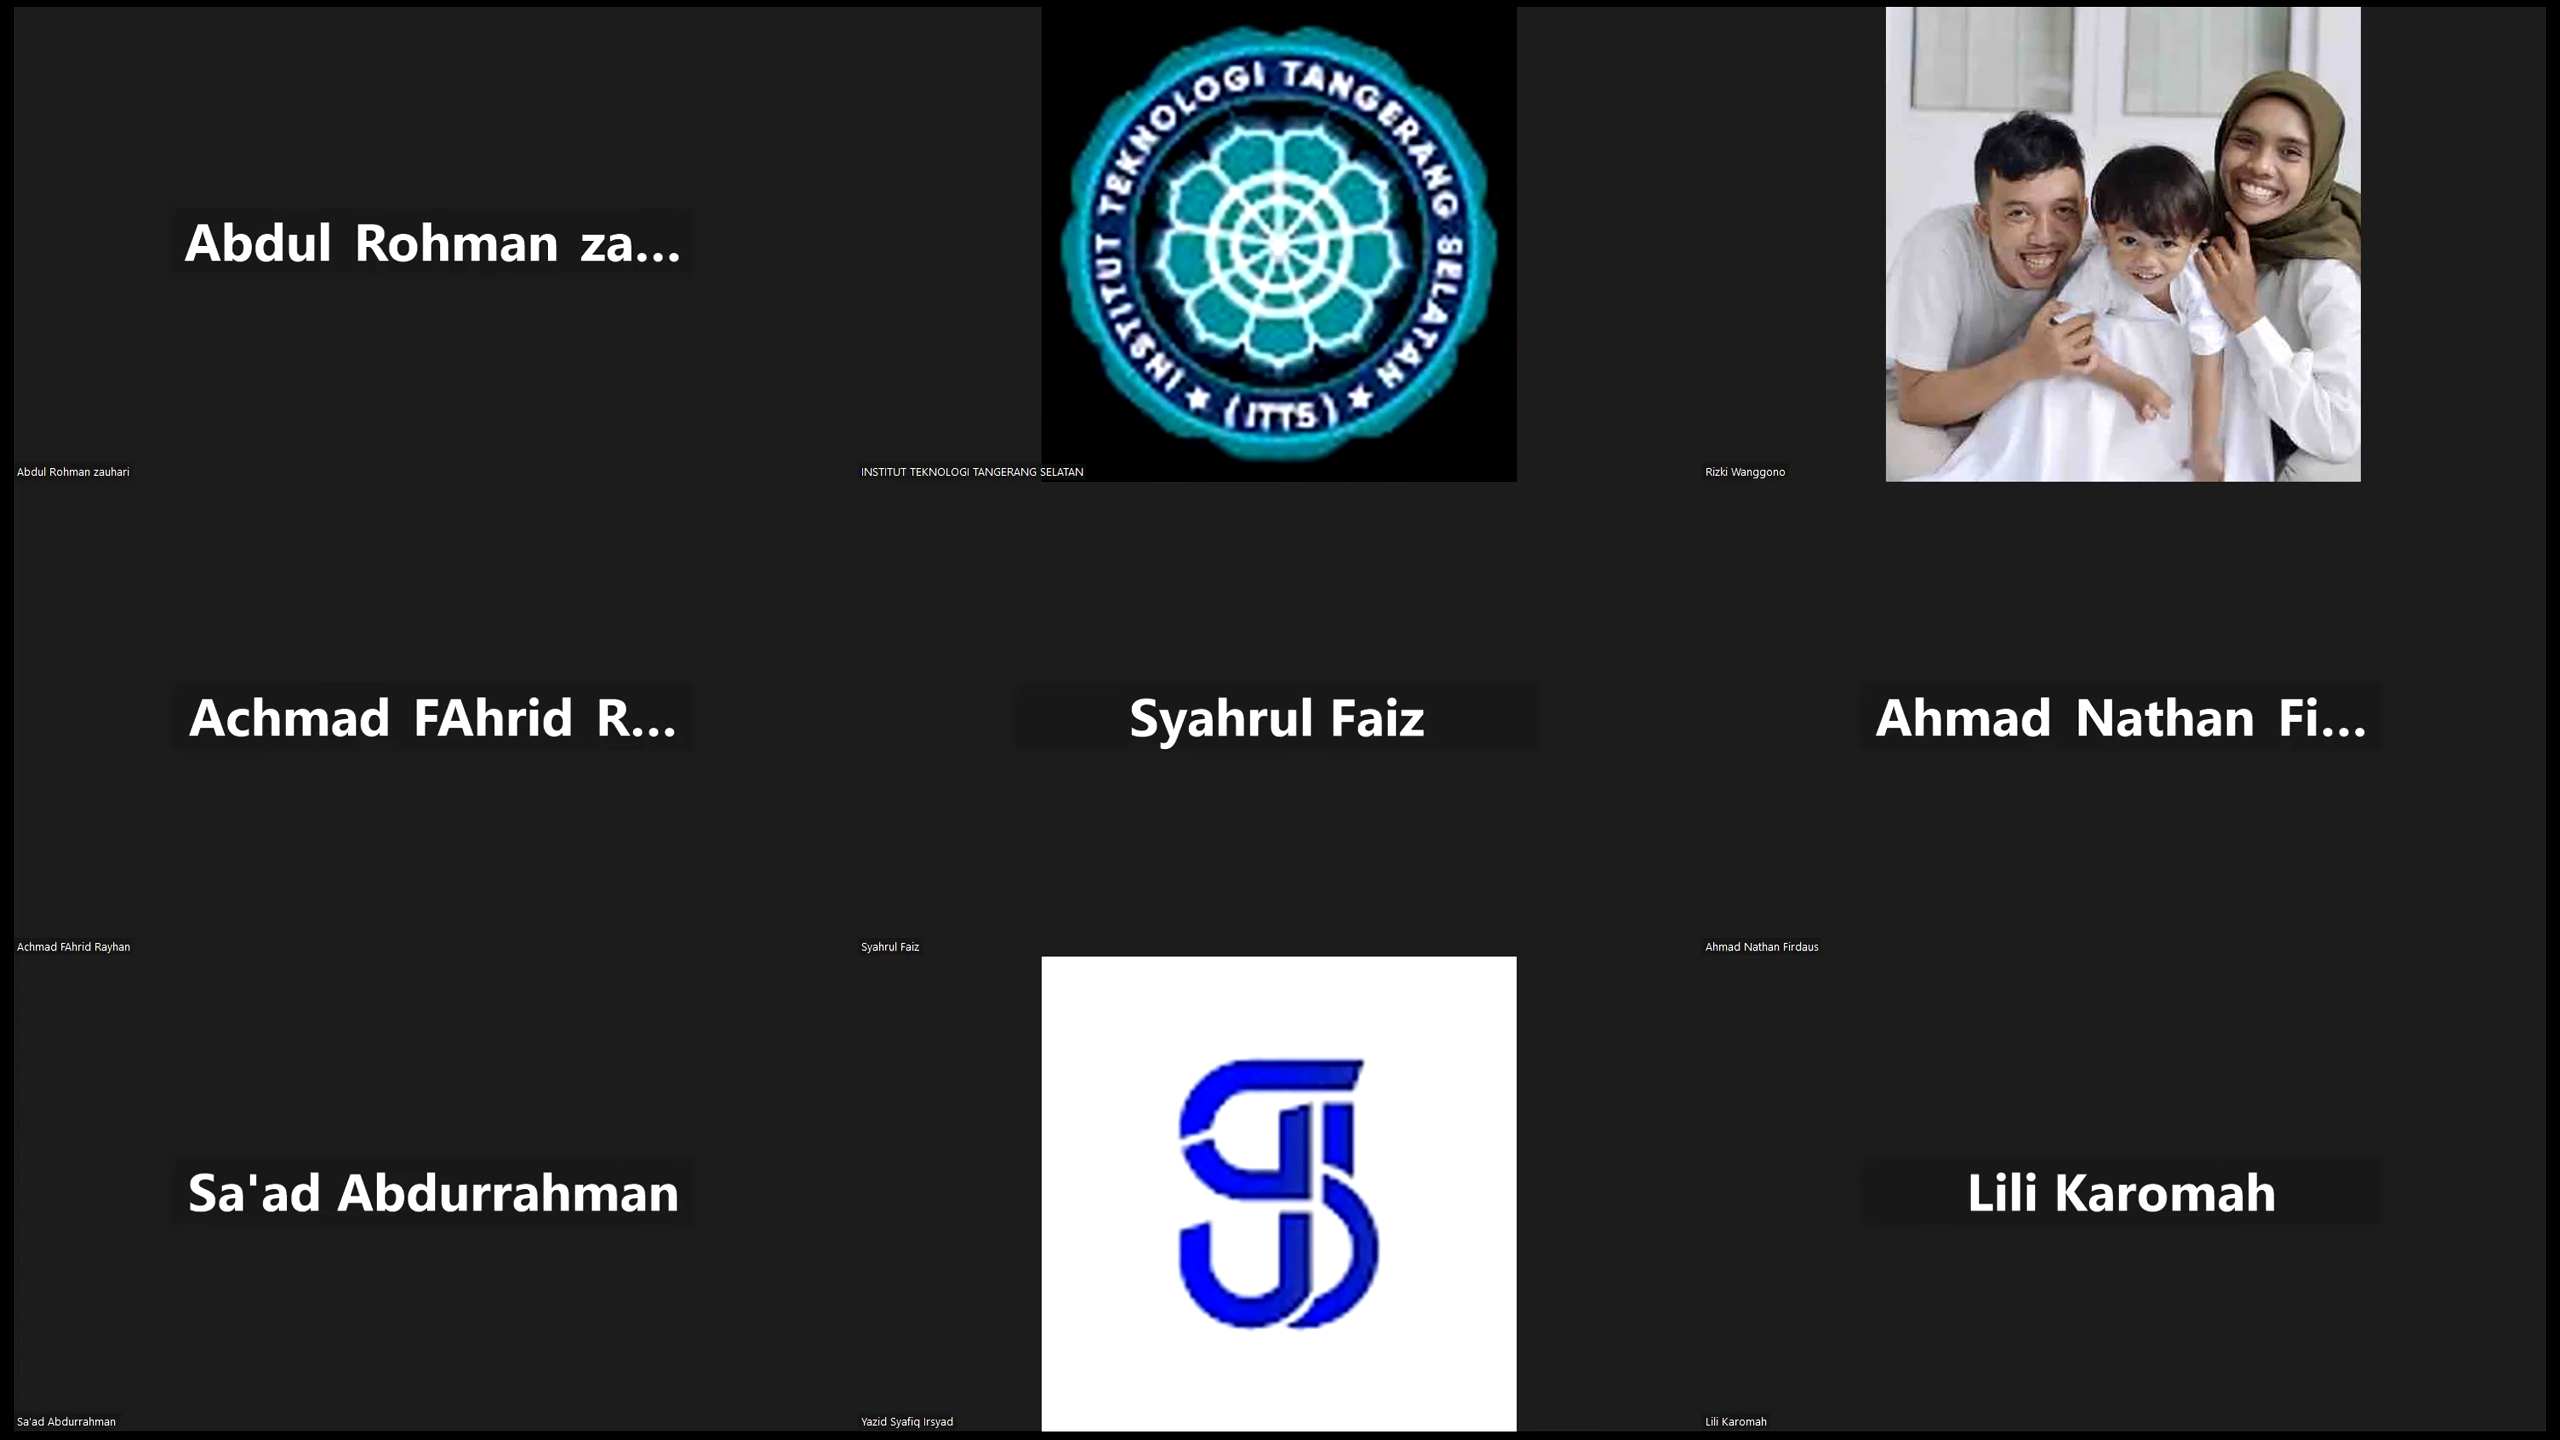 Abdul Rohman za...
Abdul Rohman zauhari
INSTITUT TEKNOLOGI TANGERANG SELATAN
(ITTS)
INSTITUT TEKNOLOGI TANGERANG SELATAN
Rizki Wanggono
Achmad FAhrid R...
Achmad FAhrid Rayhan
Syahrul Faiz
Syahrul Faiz
Ahmad Nathan Fi...
Ahmad Nathan Firdaus
Sa'ad Abdurrahman
Sa'ad Abdurrahman
Yazid Syafiq Irsyad
Lili Karomah
Lili Karomah